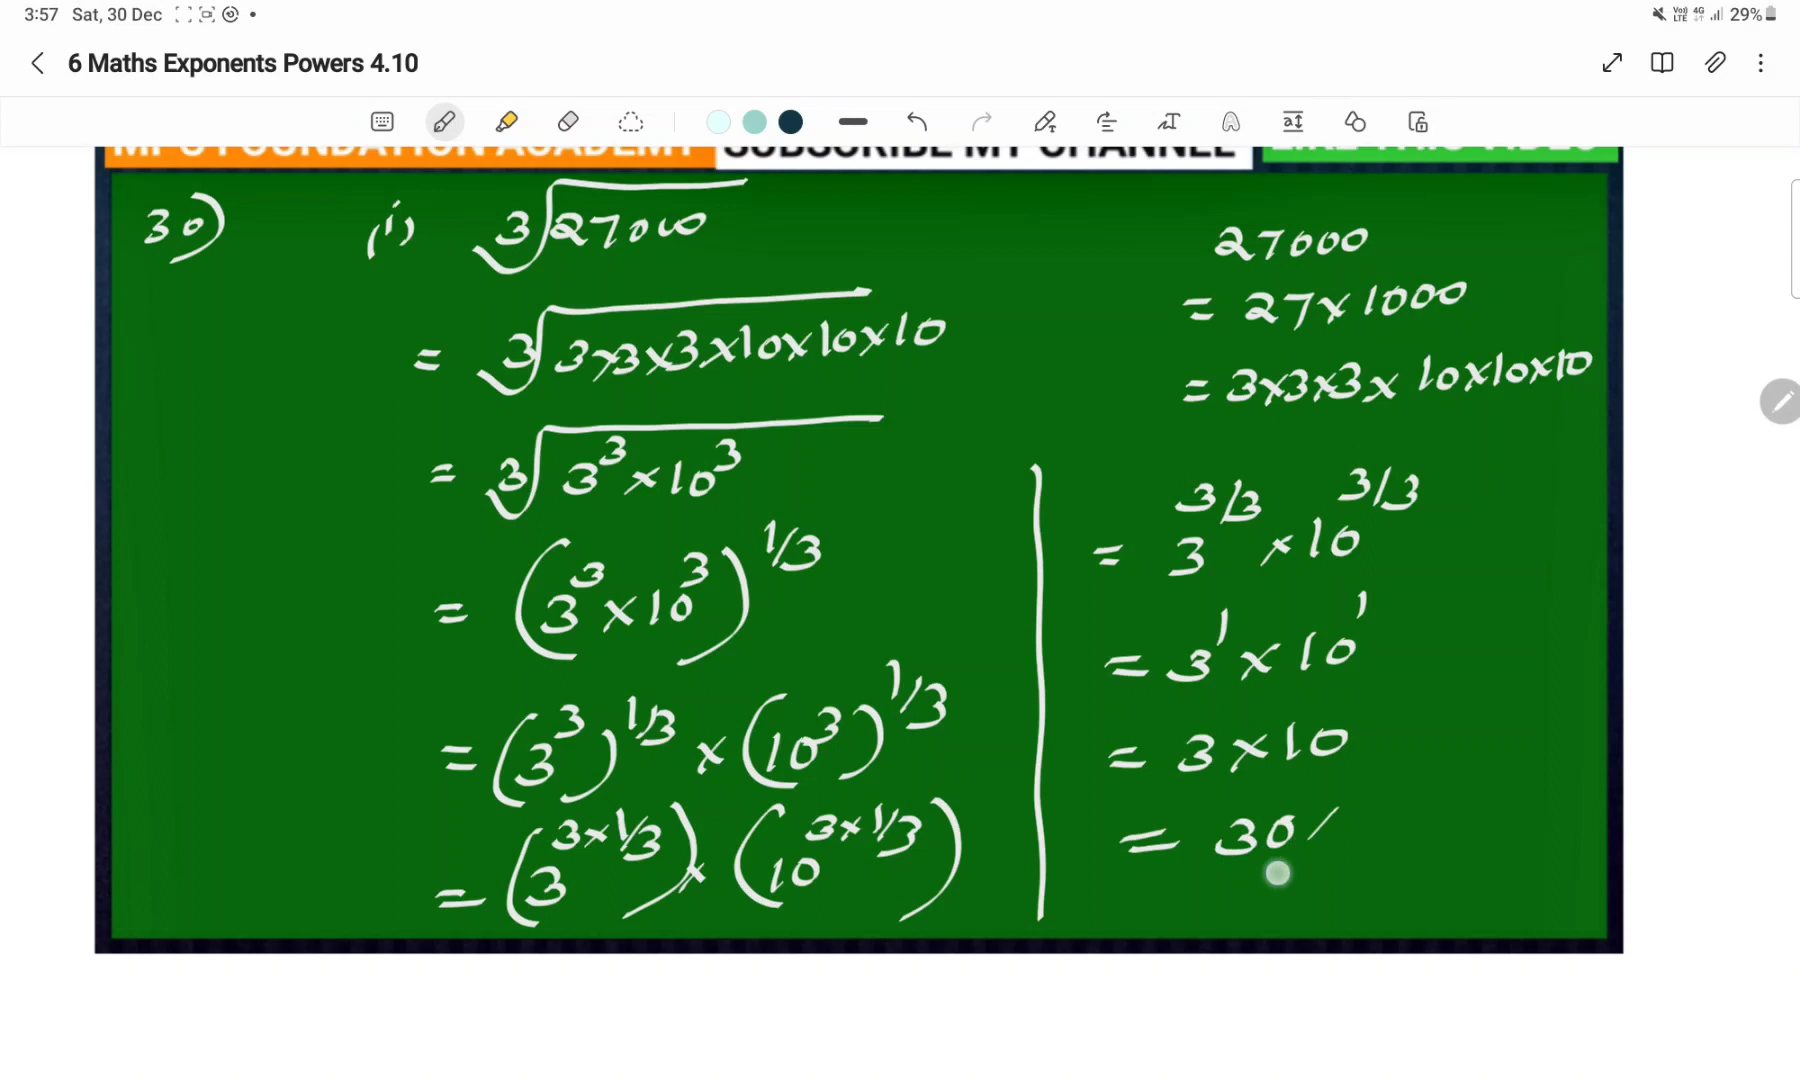 3:57 Sat, 30 Dec
29%
6 Maths Exponents Powers 4.10
SUBSCRIBE MY CHANNEL
LIKE THIS VIDEO
30) (i) ∛27000
= ∛3×3×3×10×10×10
= ∛3³×10³
= (3³×10³)^1/3
= (3³)^1/3 × (10³)^1/3
= (3^3×1/3) × (10^3×1/3)
27000
= 27×1000
= 3×3×3×10×10×10
= 3^3/3 × 10^3/3
= 3¹ × 10¹
= 3×10
= 30/